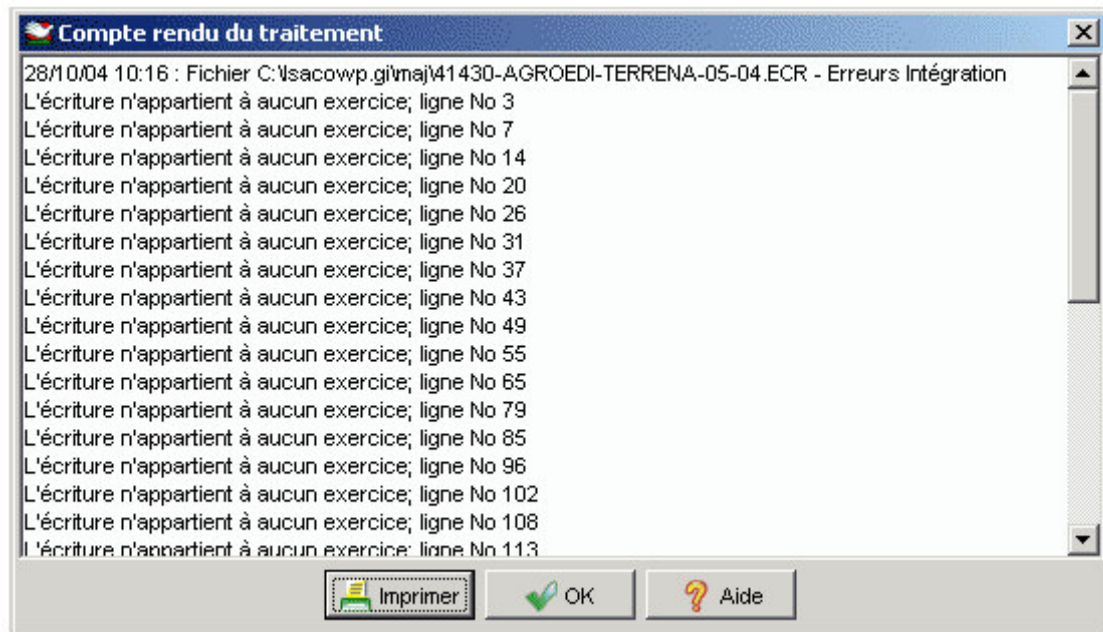 Compte rendu du traitement
28/10/04 10:16 : Fichier C:\Isacowp.gi\maj\41430-AGROEDI-TERRENA-05-04.ECR - Erreurs Intégration
L'écriture n'appartient à aucun exercice; ligne No 3
L'écriture n'appartient à aucun exercice; ligne No 7
L'écriture n'appartient à aucun exercice; ligne No 14
L'écriture n'appartient à aucun exercice; ligne No 20
L'écriture n'appartient à aucun exercice; ligne No 26
L'écriture n'appartient à aucun exercice; ligne No 31
L'écriture n'appartient à aucun exercice; ligne No 37
L'écriture n'appartient à aucun exercice; ligne No 43
L'écriture n'appartient à aucun exercice; ligne No 49
L'écriture n'appartient à aucun exercice; ligne No 55
L'écriture n'appartient à aucun exercice; ligne No 65
L'écriture n'appartient à aucun exercice; ligne No 79
L'écriture n'appartient à aucun exercice; ligne No 85
L'écriture n'appartient à aucun exercice; ligne No 96
L'écriture n'appartient à aucun exercice; ligne No 102
L'écriture n'appartient à aucun exercice; ligne No 108
L'écriture n'appartient à aucun exercice; ligne No 113
Imprimer OK Aide